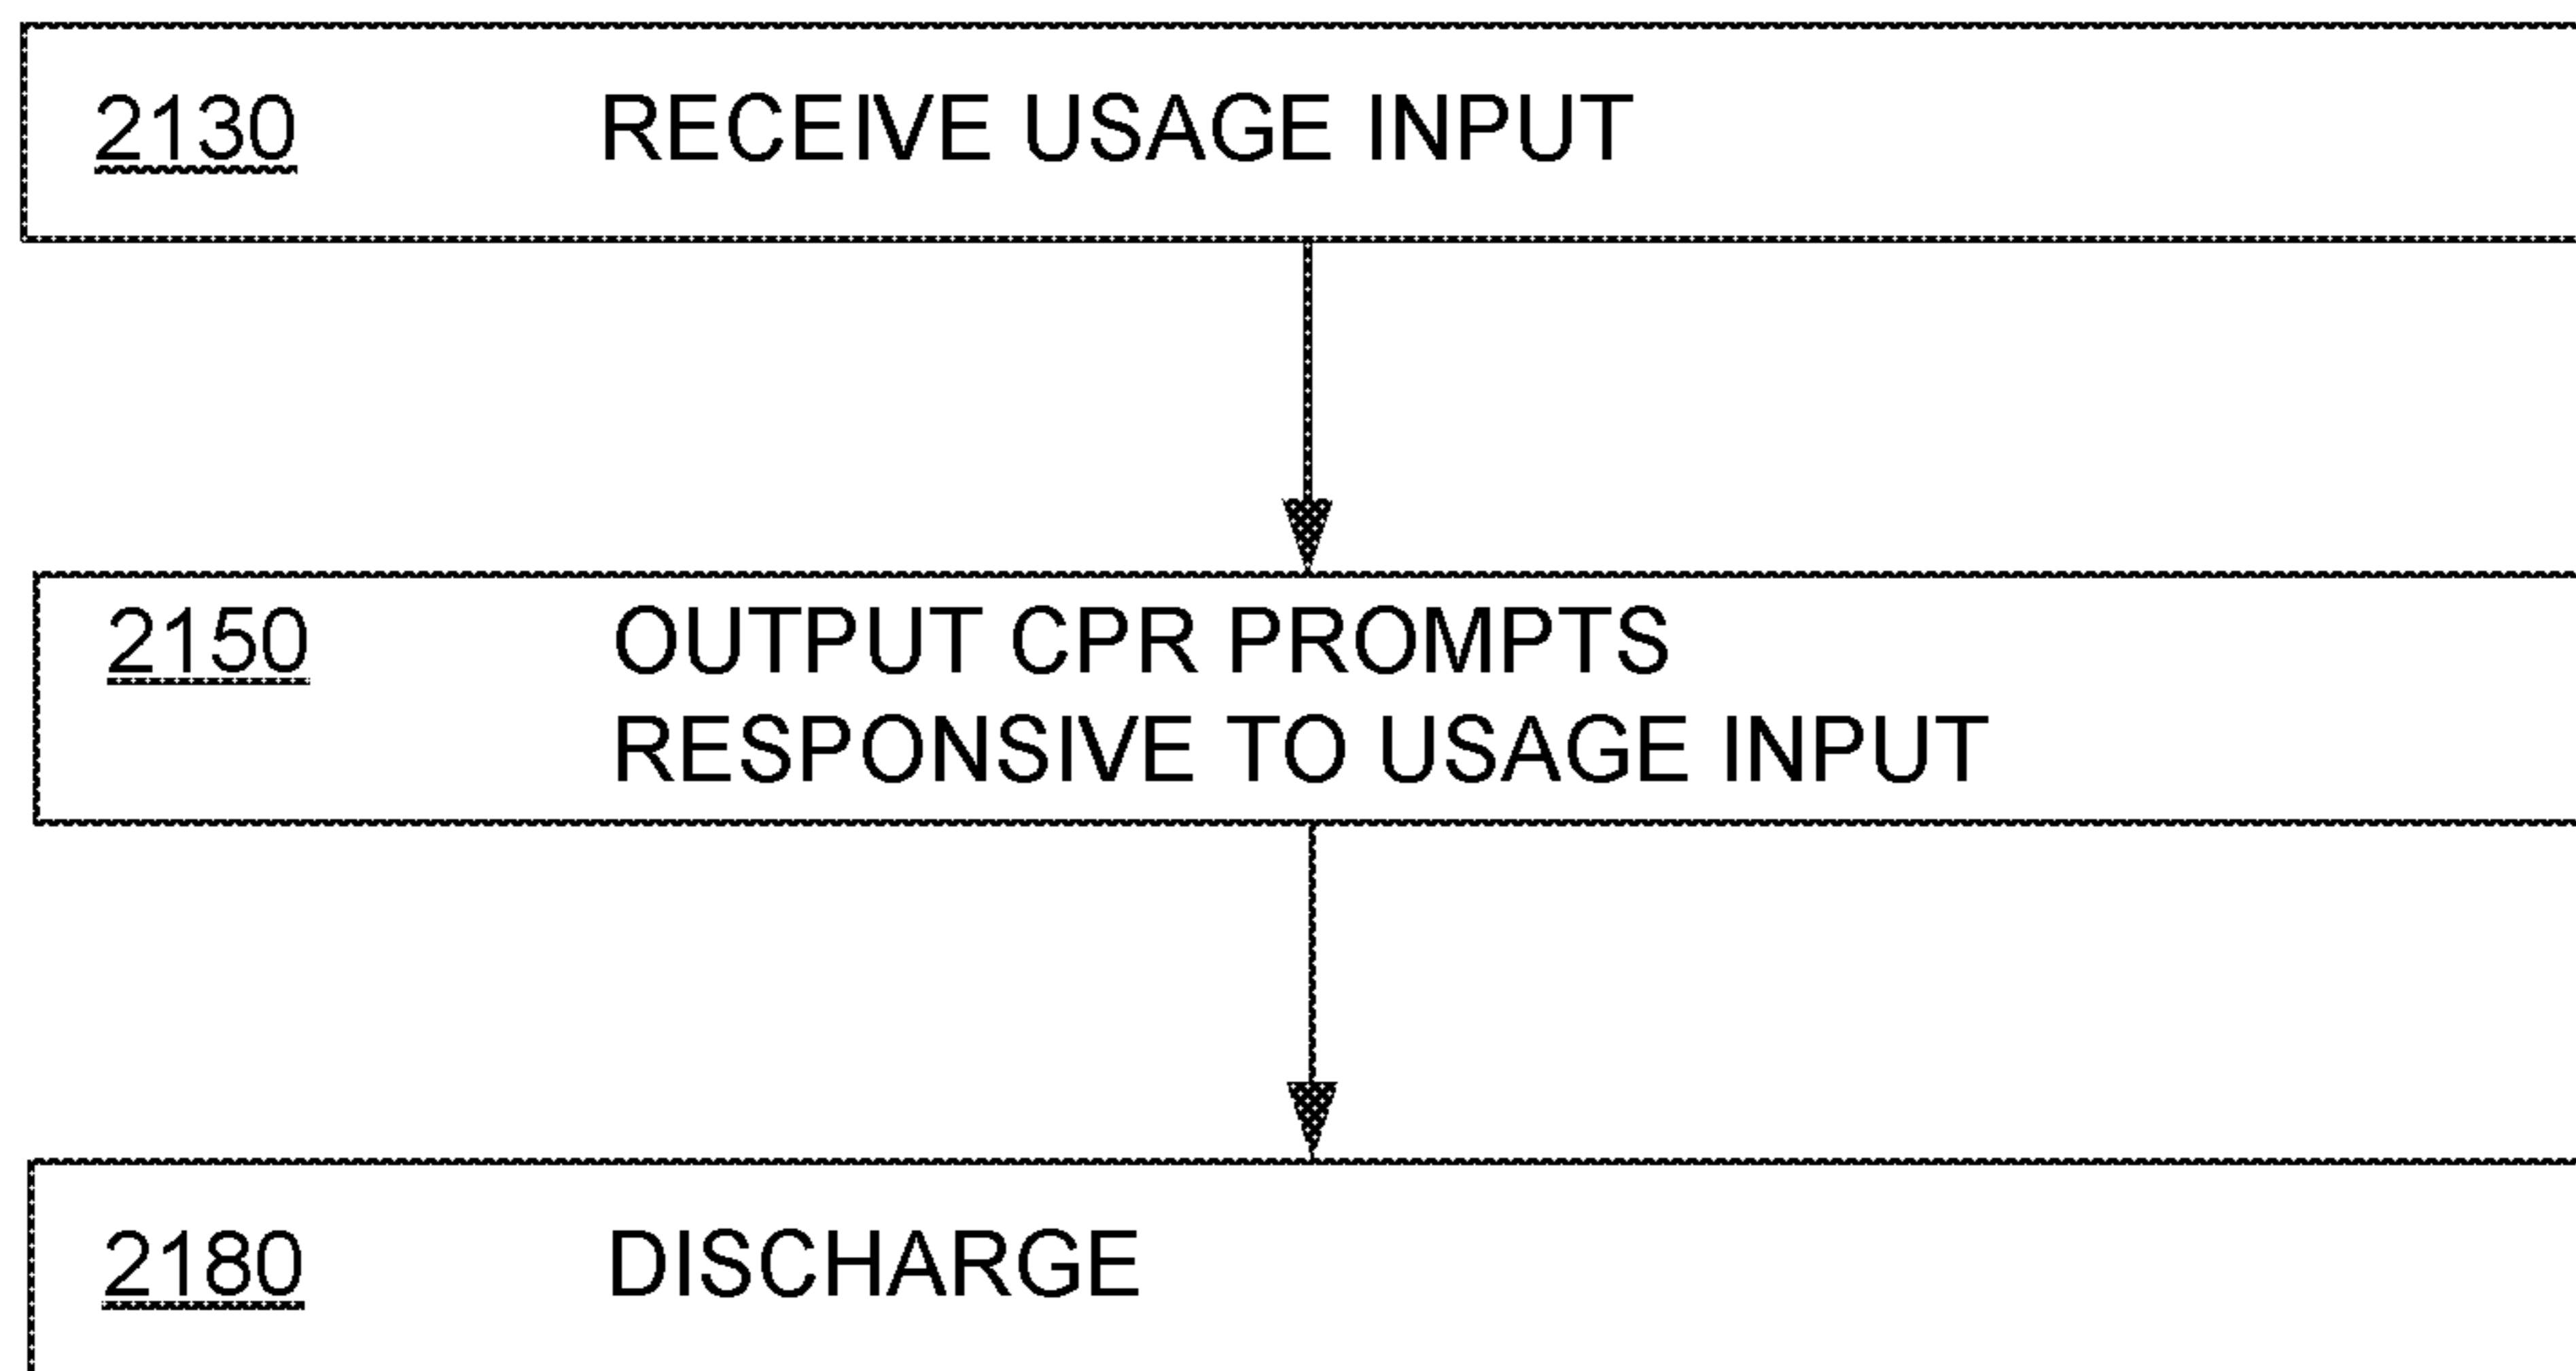 2130 RECEIVE USAGE INPUT
2150 OUTPUT CPR PROMPTS
RESPONSIVE TO USAGE INPUT
2180 DISCHARGE